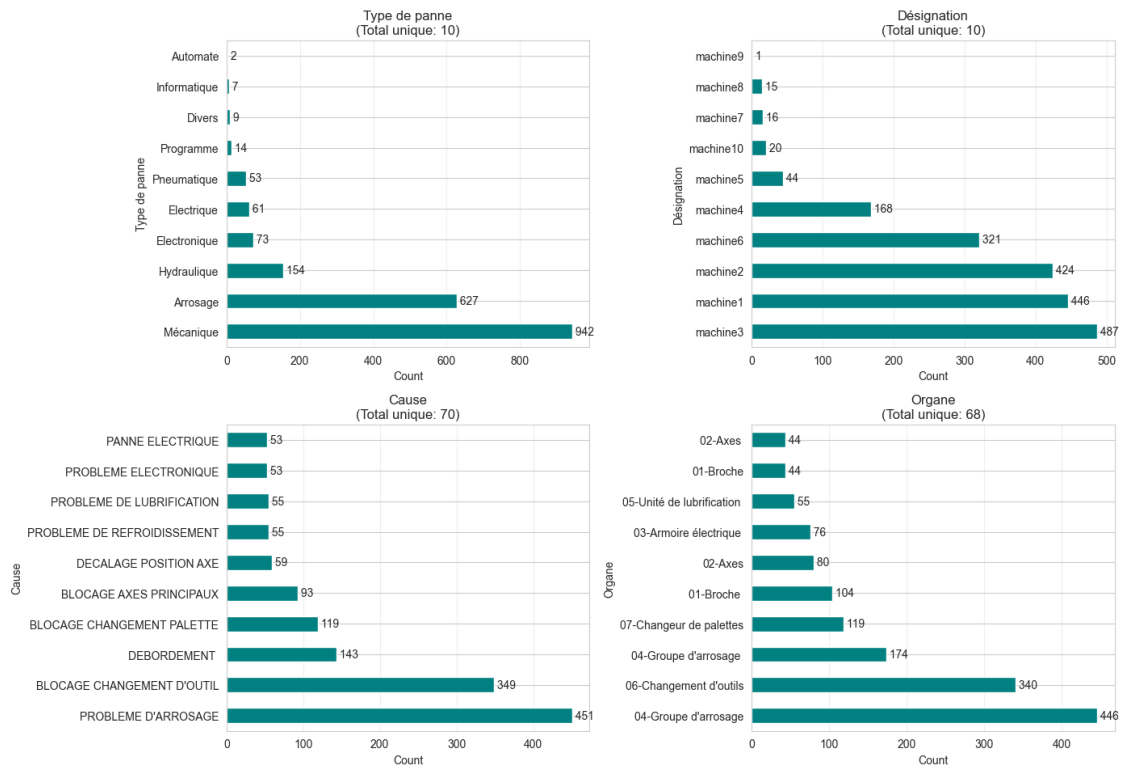 Type de panne
(Total unique: 10)
Type de panne
Automate 2
Informatique 7
Divers 9
Programme 14
Pneumatique 53
Electrique 61
Electronique 73
Hydraulique 154
Arrosage 627
Mécanique 942
0 200 400 600 800
Count
Désignation
(Total unique: 10)
Désignation
machine9 1
machine8 15
machine7 16
machine10 20
machine5 44
machine4 168
machine6 321
machine2 424
machine1 446
machine3 487
0 100 200 300 400 500
Count
Cause
(Total unique: 70)
Cause
PANNE ELECTRIQUE 53
PROBLEME ELECTRONIQUE 53
PROBLEME DE LUBRIFICATION 55
PROBLEME DE REFROIDISSEMENT 55
DECALAGE POSITION AXE 59
BLOCAGE AXES PRINCIPAUX 93
BLOCAGE CHANGEMENT PALETTE 119
DEBORDEMENT 143
BLOCAGE CHANGEMENT D'OUTIL 349
PROBLEME D'ARROSAGE 451
0 100 200 300 400
Count
Organe
(Total unique: 68)
Organe
02-Axes 44
01-Broche 44
05-Unité de lubrification 55
03-Armoire électrique 76
02-Axes 80
01-Broche 104
07-Changeur de palettes 119
04-Groupe d'arrosage 174
06-Changement d'outils 340
04-Groupe d'arrosage 446
0 100 200 300 400
Count